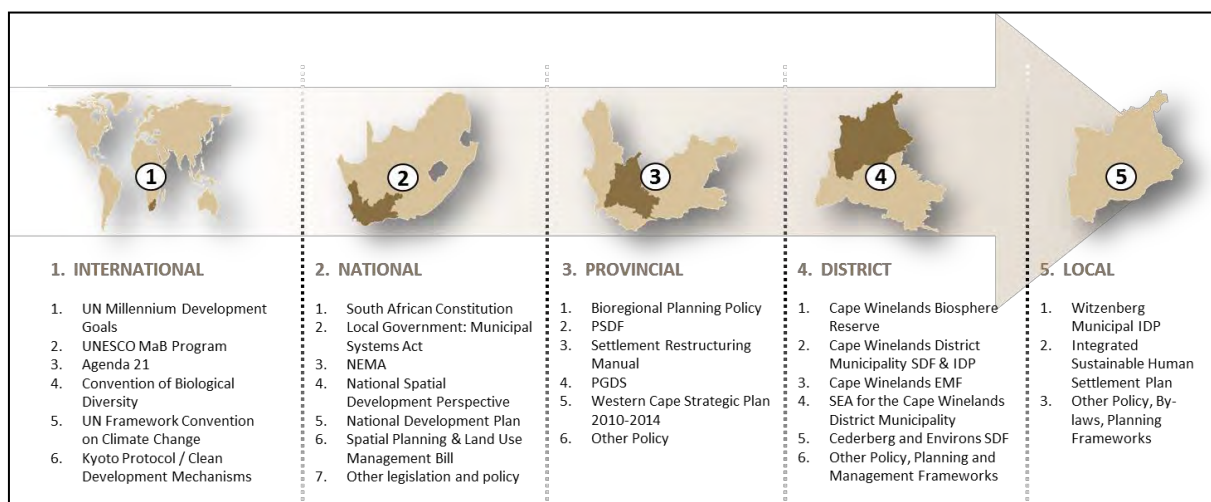 1
2
3
4
5
1. INTERNATIONAL
1. UN Millennium Development
Goals
2. UNESCO MaB Program
3. Agenda 21
4. Convention of Biological
Diversity
5. UN Framework Convention
on Climate Change
6. Kyoto Protocol / Clean
Development Mechanisms
2. NATIONAL
1. South African Constitution
2. Local Government: Municipal
Systems Act
3. NEMA
4. National Spatial
Development Perspective
5. National Development Plan
6. Spatial Planning & Land Use
Management Bill
7. Other legislation and policy
3. PROVINCIAL
1. Bioregional Planning Policy
2. PSDF
3. Settlement Restructuring
Manual
4. PGDS
5. Western Cape Strategic Plan
2010-2014
6. Other Policy
4. DISTRICT
1. Cape Winelands Biosphere
Reserve
2. Cape Winelands District
Municipality SDF & IDP
3. Cape Winelands EMF
4. SEA for the Cape Winelands
District Municipality
5. Cederberg and Environs SDF
6. Other Policy, Planning and
Management Frameworks
5. LOCAL
1. Witzenberg
Municipal IDP
2. Integrated
Sustainable Human
Settlement Plan
3. Other Policy, By-
laws, Planning
Frameworks